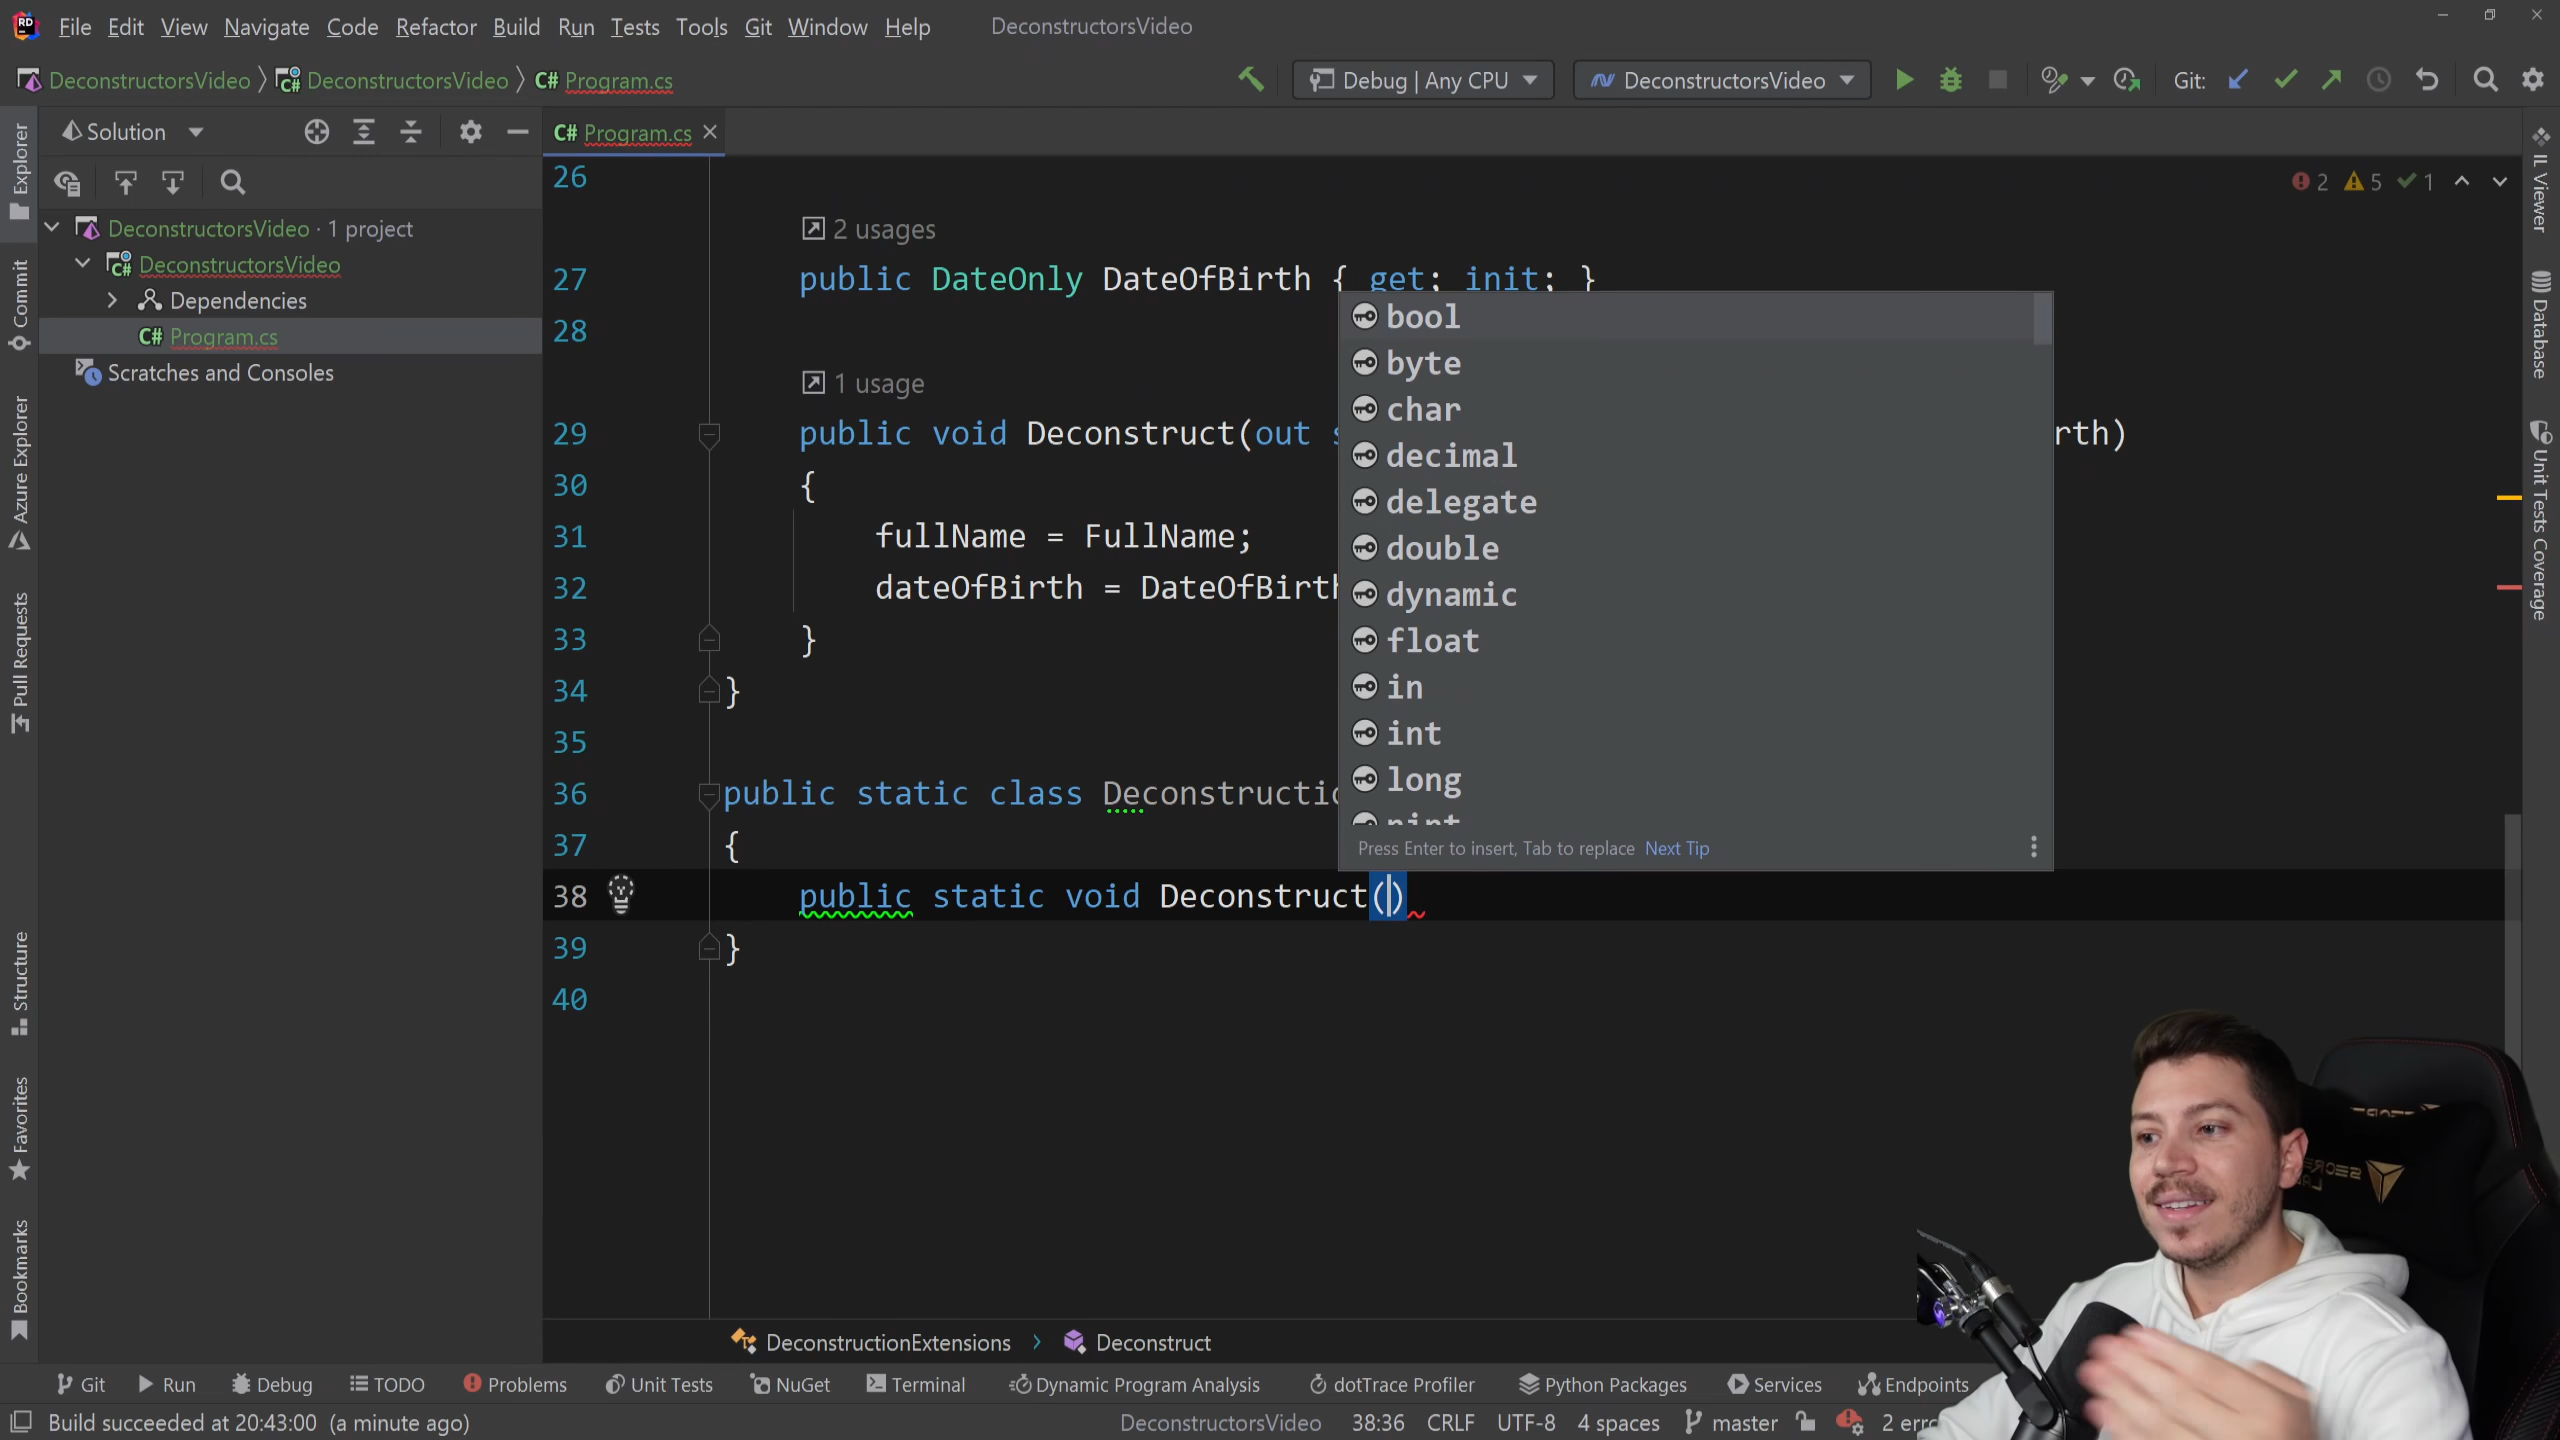 File Edit View Navigate Code Refactor Build Run Tests Tools Git Window Help DeconstructorsVideo
DeconstructorsVideo DeconstructorsVideo C# Program.cs Debug | Any CPU DeconstructorsVideo Git:
Solution
C# Program.cs
DeconstructorsVideo · 1 project
DeconstructorsVideo
Dependencies
C# Program.cs
Scratches and Consoles
Explorer
Commit
Azure Explorer
Pull Requests
Structure
Favorites
Bookmarks
26
2 5 1
2 usages
27 public DateOnly DateOfBirth { get; init; }
28
1 usage
29 public void Deconstruct(out s rth)
30 {
31 fullName = FullName;
32 dateOfBirth = DateOfBirth
33 }
34 }
35
36 public static class Deconstructio
37 {
38 public static void Deconstruct()
39 }
40
bool
byte
char
decimal
delegate
double
dynamic
float
in
int
long
nint
Press Enter to insert, Tab to replace Next Tip
IL Viewer
Database
Unit Tests Coverage
SECRE
DeconstructionExtensions Deconstruct
Git Run Debug TODO Problems Unit Tests NuGet Terminal Dynamic Program Analysis dotTrace Profiler Python Packages Services Endpoints
Build succeeded at 20:43:00 (a minute ago) DeconstructorsVideo 38:36 CRLF UTF-8 4 spaces master 2 erro